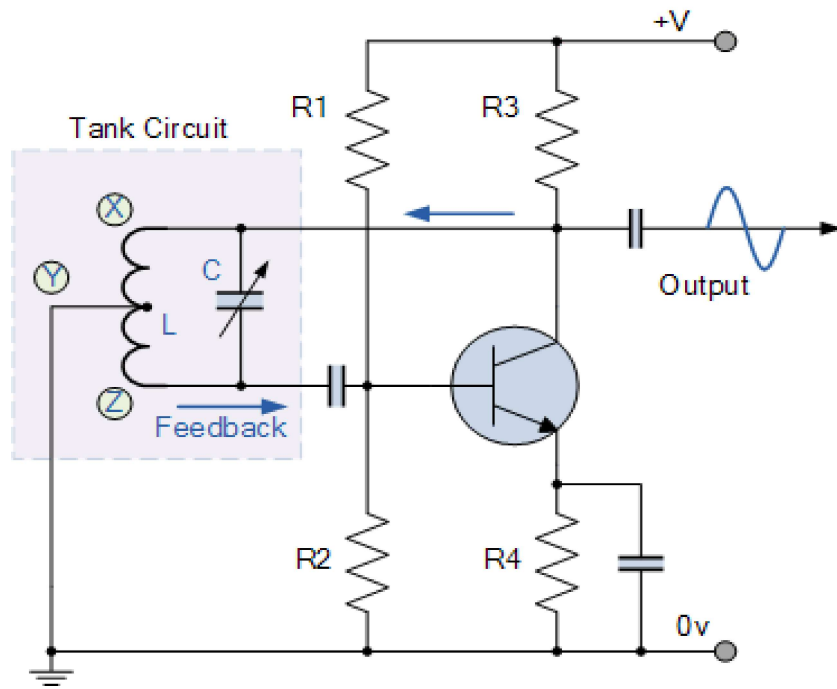 +V
R1
R3
Tank Circuit
X
Y
C
L
Output
Z
Feedback
R2
R4
0v